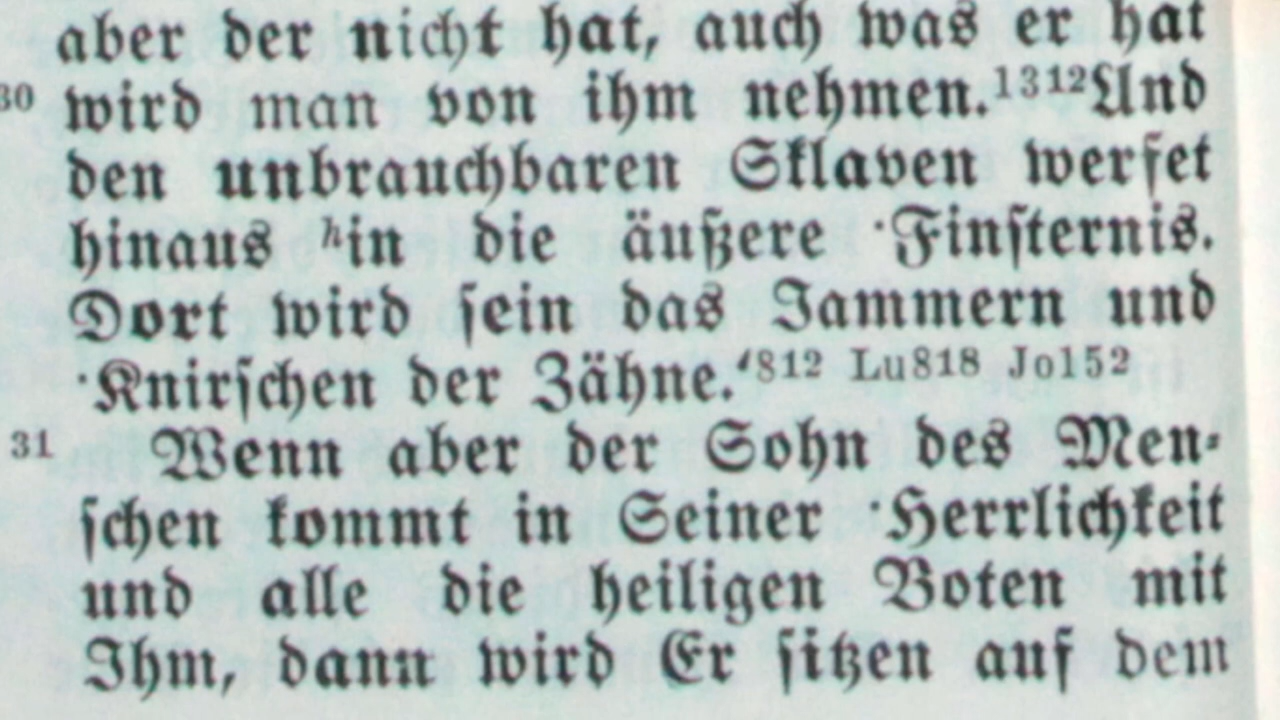 aber der nicht hat, auch was er hat
30 wird man von ihm nehmen.1312Und
den unbrauchbaren Sklaven werfet
hinaus hin die äußere ·Finsternis.
Dort wird sein das Jammern und
·Knirschen der Zähne.‘812 Lu818 Jo152
31 Wenn aber der Sohn des Men-
schen kommt in Seiner ·Herrlichkeit
und alle die heiligen Boten mit
Ihm, dann wird Er sitzen auf dem